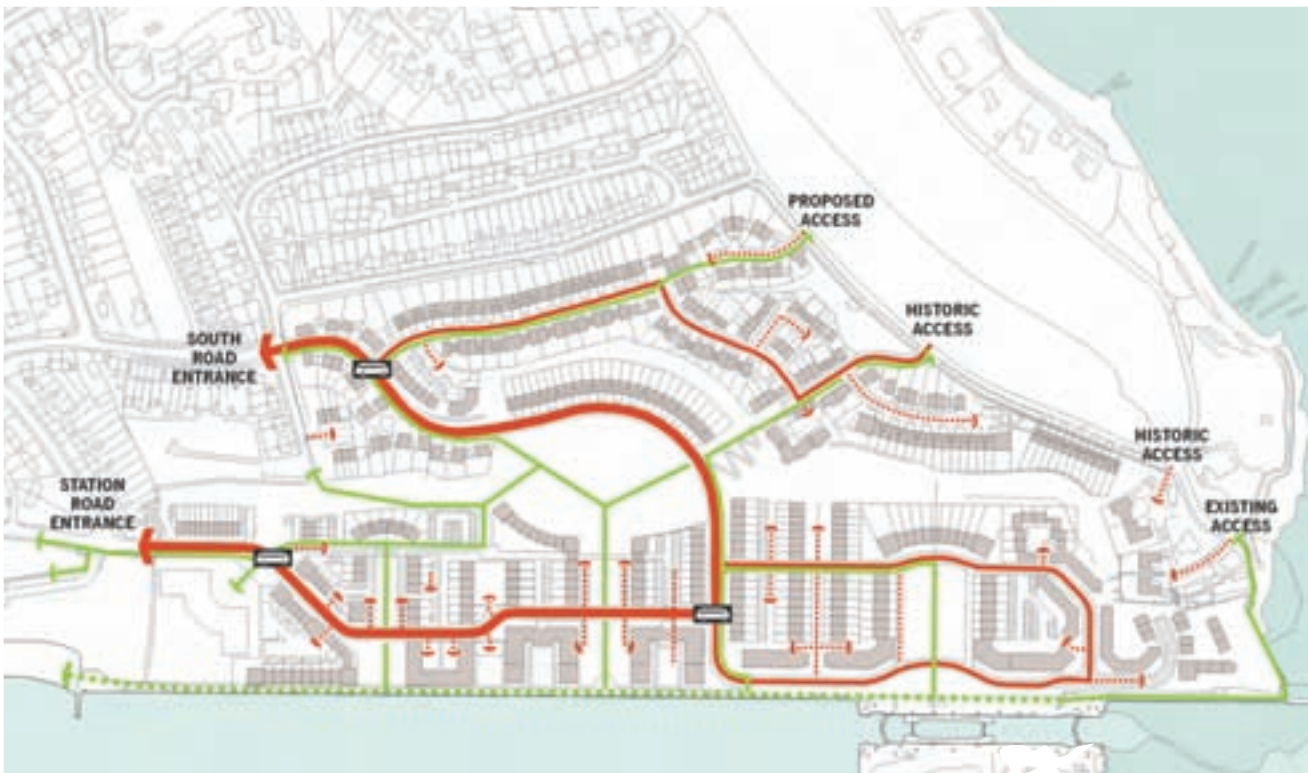 PROPOSED
ACCESS
HISTORIC
ACCESS
SOUTH
ROAD
ENTRANCE
HISTORIC
ACCESS
STATION
ROAD
ENTRANCE
EXISTING
ACCESS